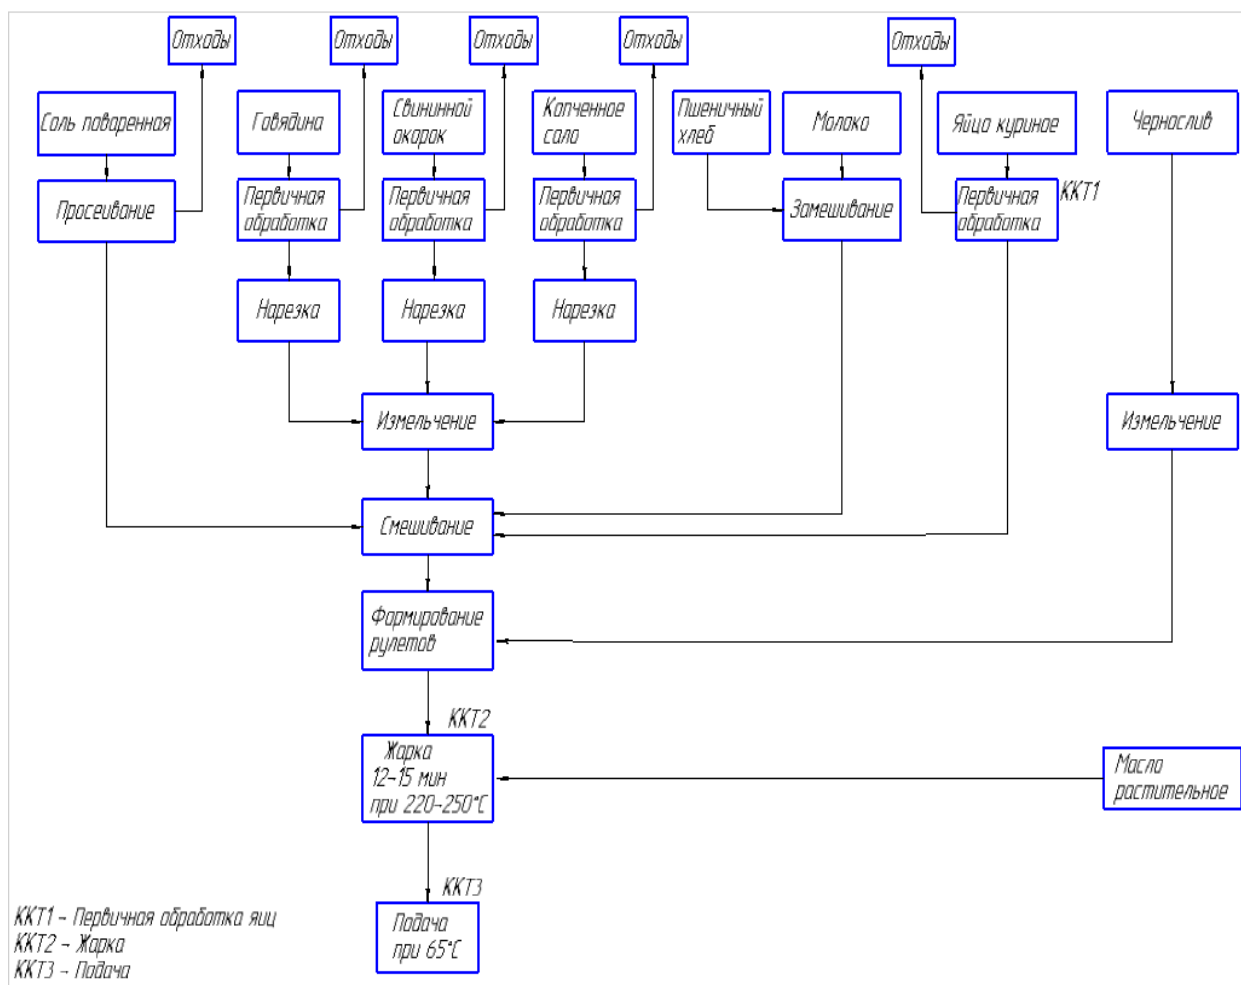 Отходы
Отходы
Отходы
Отходы
Отходы
Соль поваренная
Говядина
Свининной
окорок
Копченное
сало
Пшеничный
хлеб
Молоко
Яйцо куриное
Чернослив
Просеивание
Первичная
обработка
Первичная
обработка
Первичная
обработка
Замешивание
Первичная
обработка
ККТ1
Нарезка
Нарезка
Нарезка
Измельчение
Измельчение
Смешивание
Формирование
рулетов
ККТ2
Жарка
12-15 мин
при 220-250°С
Масло
растительное
ККТ3
Подача
при 65°С
ККТ1 - Первичная обработка яиц
ККТ2 - Жарка
ККТ3 - Подача